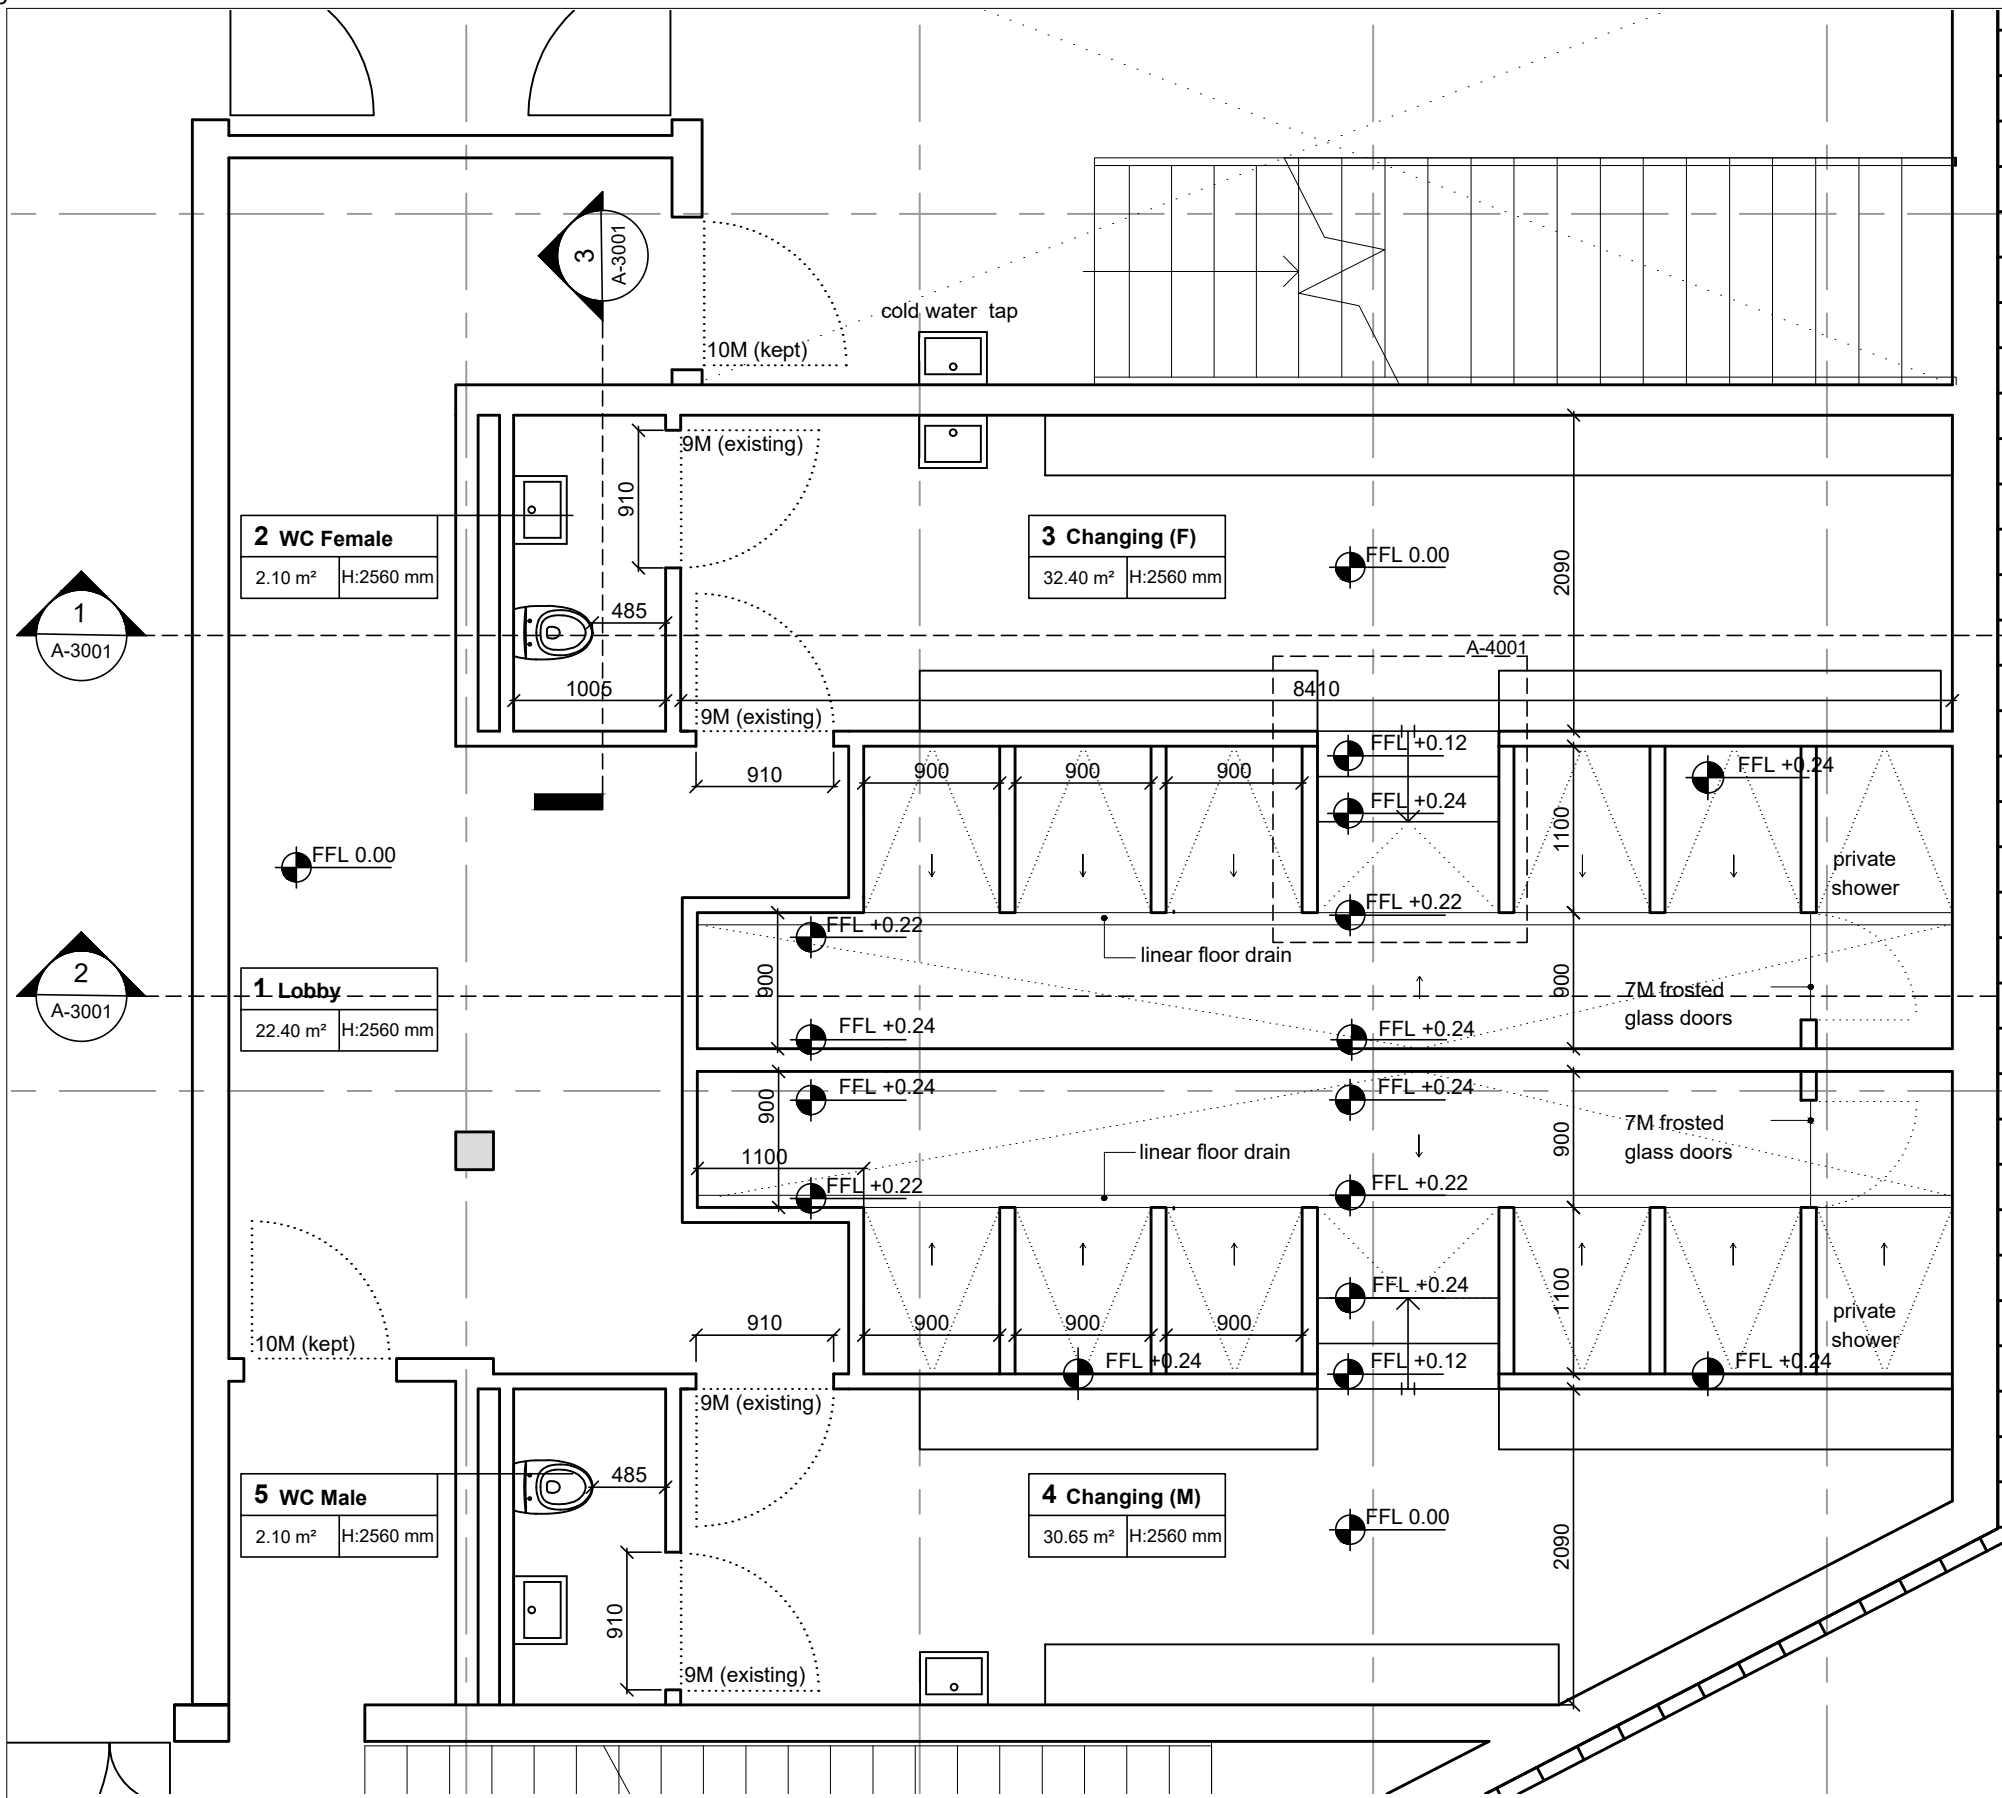 3
A-3001
cold water tap
10M (kept)
9M (existing)
910
2 WC Female
2.10 m² H:2560 mm
3 Changing (F)
32.40 m² H:2560 mm
FFL 0.00
2090
1
A-3001
485
A-4001
1005
8410
9M (existing)
FFL +0.12
910
900
900
900
FFL +0.24
FFL +0.24
1100
FFL 0.00
private
shower
FFL +0.22
FFL +0.22
linear floor drain
2
A-3001
1 Lobby
22.40 m² H:2560 mm
900
900
7M frosted
glass doors
FFL +0.24
FFL +0.24
FFL +0.24
FFL +0.24
900
900
7M frosted
glass doors
1100
linear floor drain
FFL +0.22
FFL +0.22
FFL +0.24
1100
private
shower
10M (kept)
910
900
900
900
FFL +0.24
FFL +0.12
FFL +0.24
9M (existing)
5 WC Male
2.10 m² H:2560 mm
485
4 Changing (M)
30.65 m² H:2560 mm
FFL 0.00
2090
910
9M (existing)